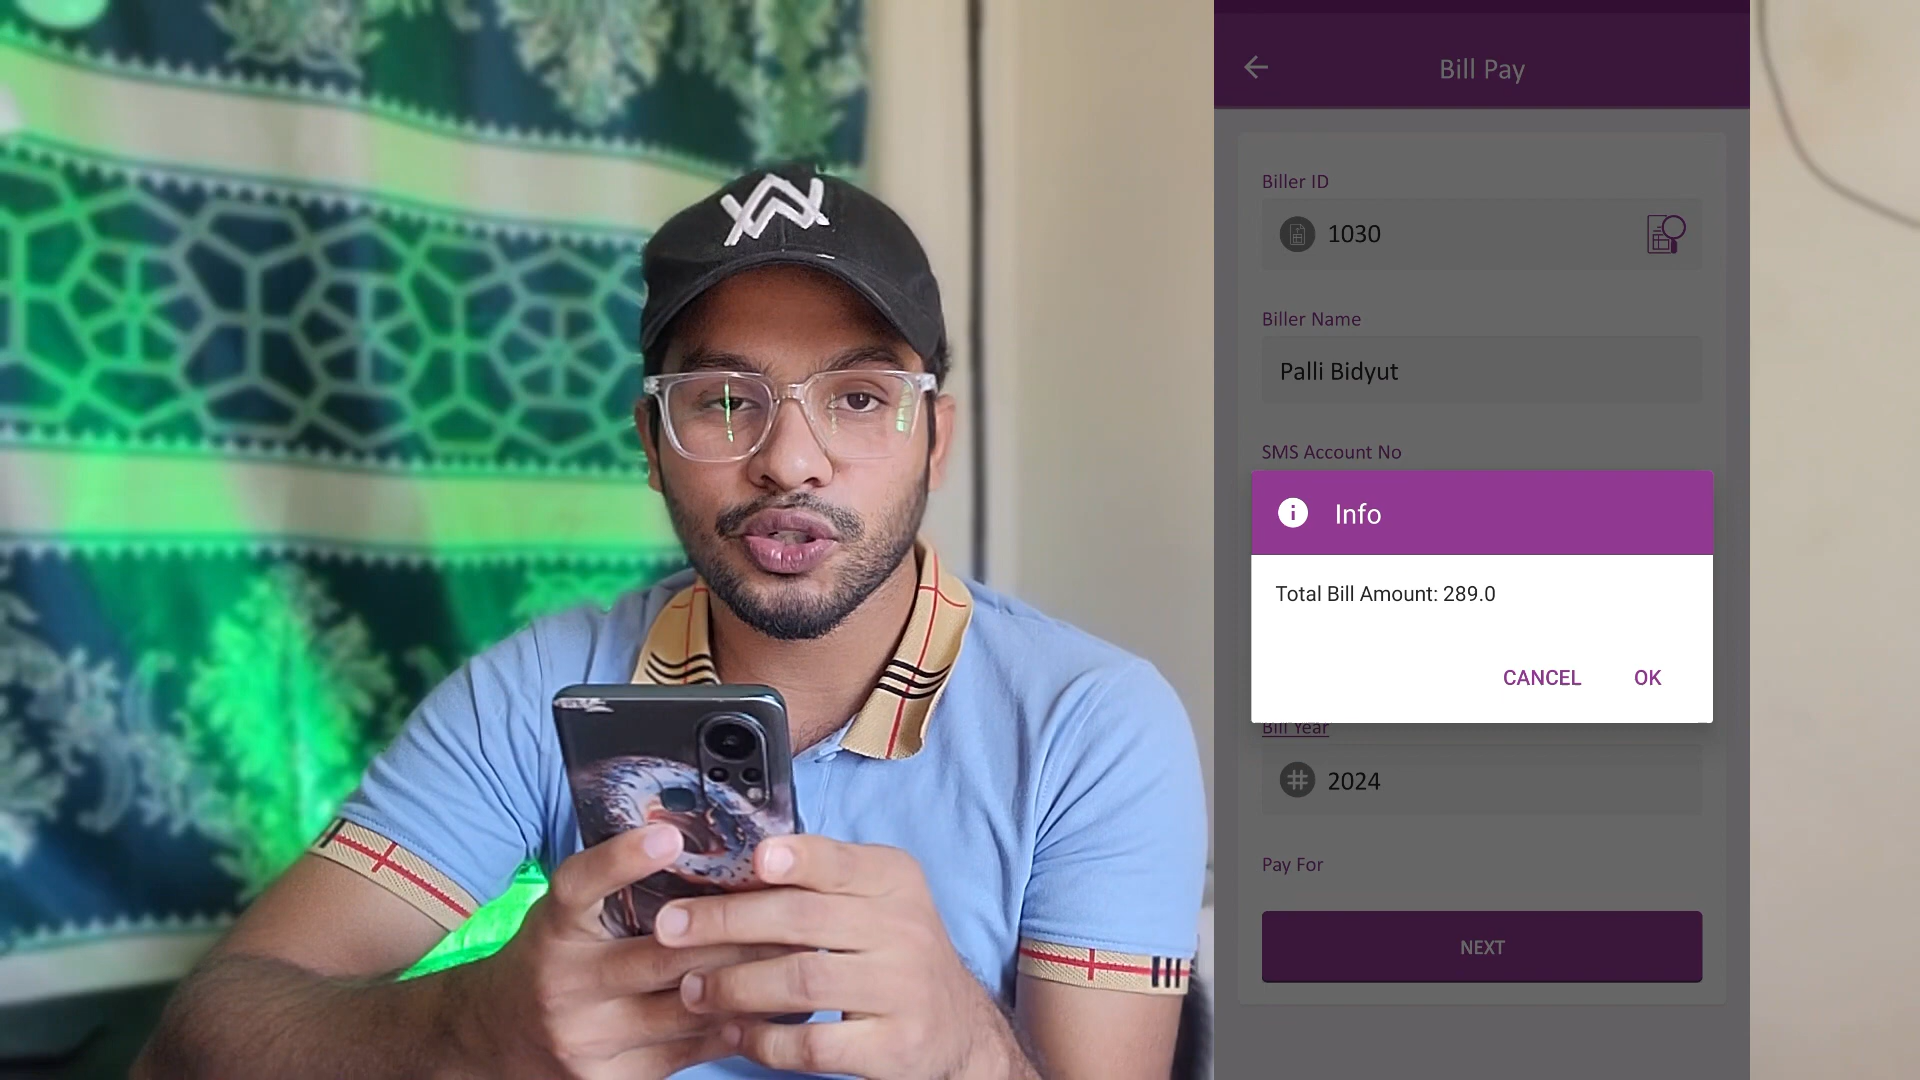 Bill Pay
Biller ID
1030
Biller Name
Palli Bidyut
SMS Account No
Info
Total Bill Amount: 289.0
CANCEL OK
Bill Year
2024
Pay For
NEXT